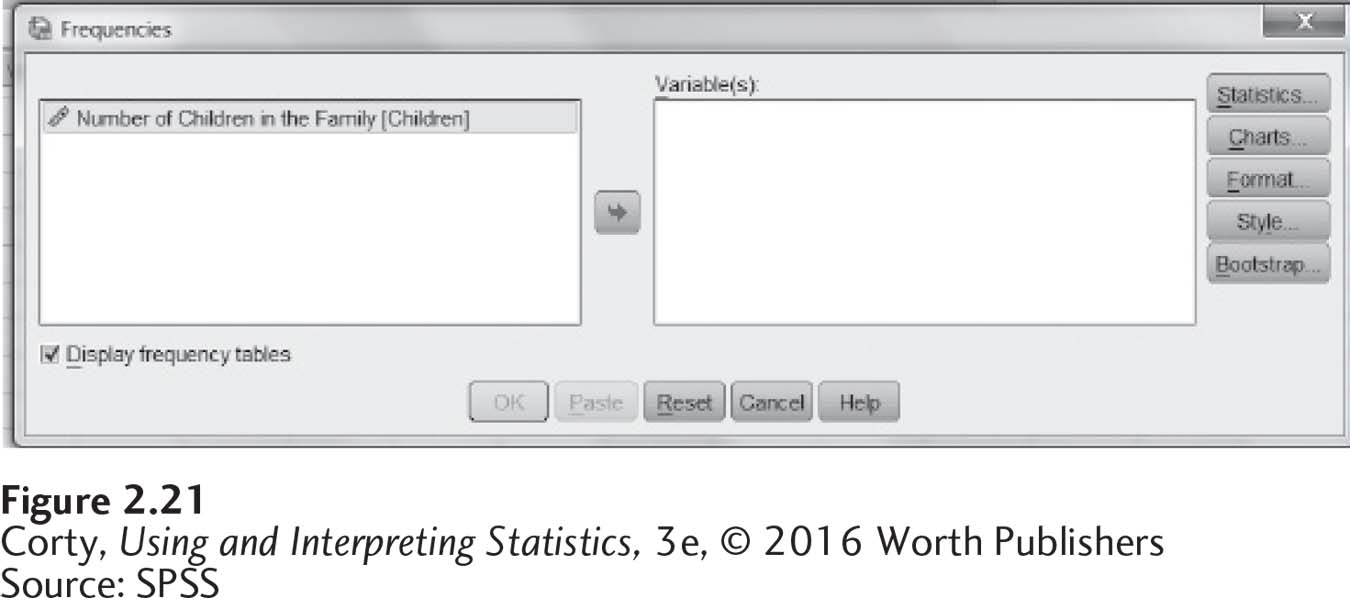 Frequencies
X
Variable(s):
Number of Children in the Family [Children]
Statistics...
Charts...
Format...
Style...
Bootstrap...
Display frequency tables
OK
Paste
Reset
Cancel
Help
Figure 2.21
Corty, Using and Interpreting Statistics, 3e, © 2016 Worth Publishers
Source: SPSS